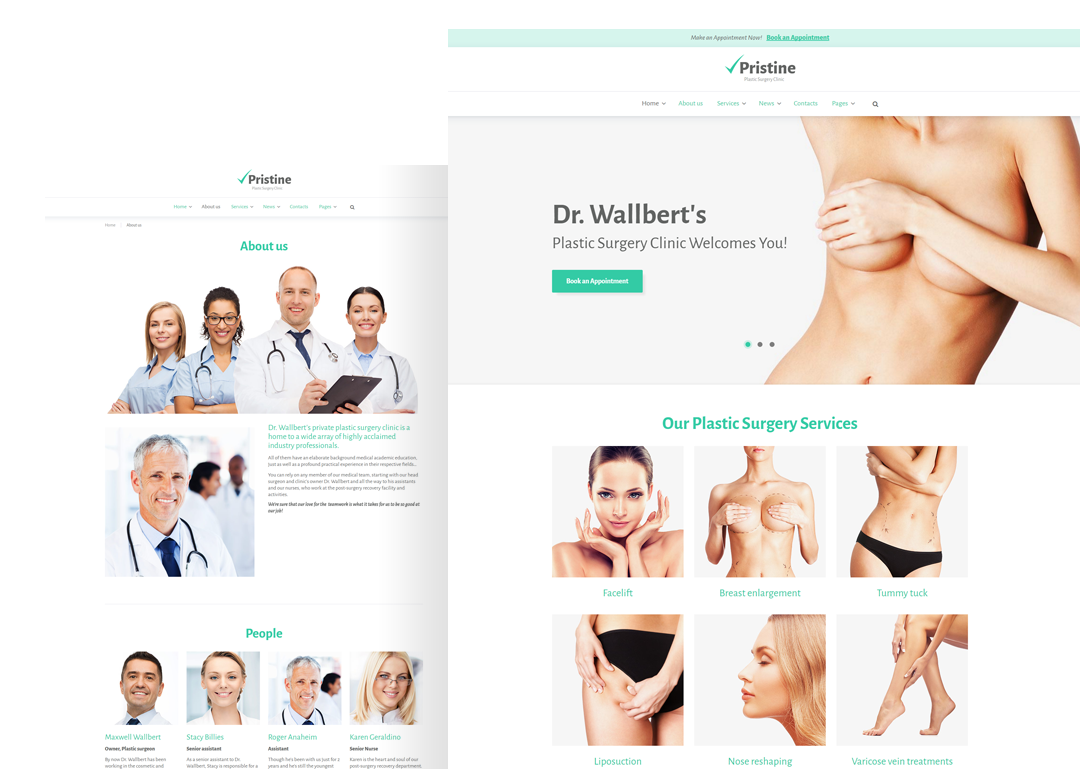 Pristine
Plastic Surgery Clinic
Home
About us
Services
News
Contacts
Pages
Home | About us
About us
Dr. Wallbert's private plastic surgery clinic is a
home to a wide array of highly acclaimed
industry professionals.
All of them have an elaborate background medical academic education,
just as well as a profound practical experience in their respective fields...
You can rely on any member of our medical team, starting with our head
surgeon and clinic's owner Dr. Wallbert and all the way to his assistants
and our nurses, who work at the post-surgery recovery facility and
activities.
We're sure that our love for the teamwork is what it takes for us to be so good at
our job!
People
Maxwell Wallbert
Owner, Plastic surgeon
By now Dr. Wallbert has been
working in the cosmetic and
Stacy Billies
Senior assistant
As a senior assistant to Dr.
Wallbert, Stacy is responsible for a
Roger Anaheim
Assistant
Though he's been with us just for 2
years and he's still the youngest
Karen Geraldino
Senior Nurse
Karen is the heart and soul of our
post-surgery recovery department.
Make an Appointment Now! Book an Appointment
Pristine
Plastic Surgery Clinic
Home
About us
Services
News
Contacts
Pages
Dr. Wallbert's
Plastic Surgery Clinic Welcomes You!
Book an Appointment
Our Plastic Surgery Services
Facelift
Breast enlargement
Tummy tuck
Liposuction
Nose reshaping
Varicose vein treatments